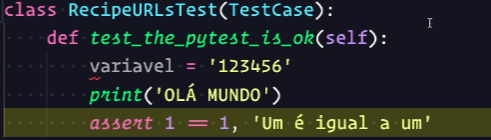 class RecipeURLsTest(TestCase):
def test_the_pytest_is_ok(self):
variavel = '123456'
print('OLÁ MUNDO')
assert 1 == 1, 'Um é igual a um'